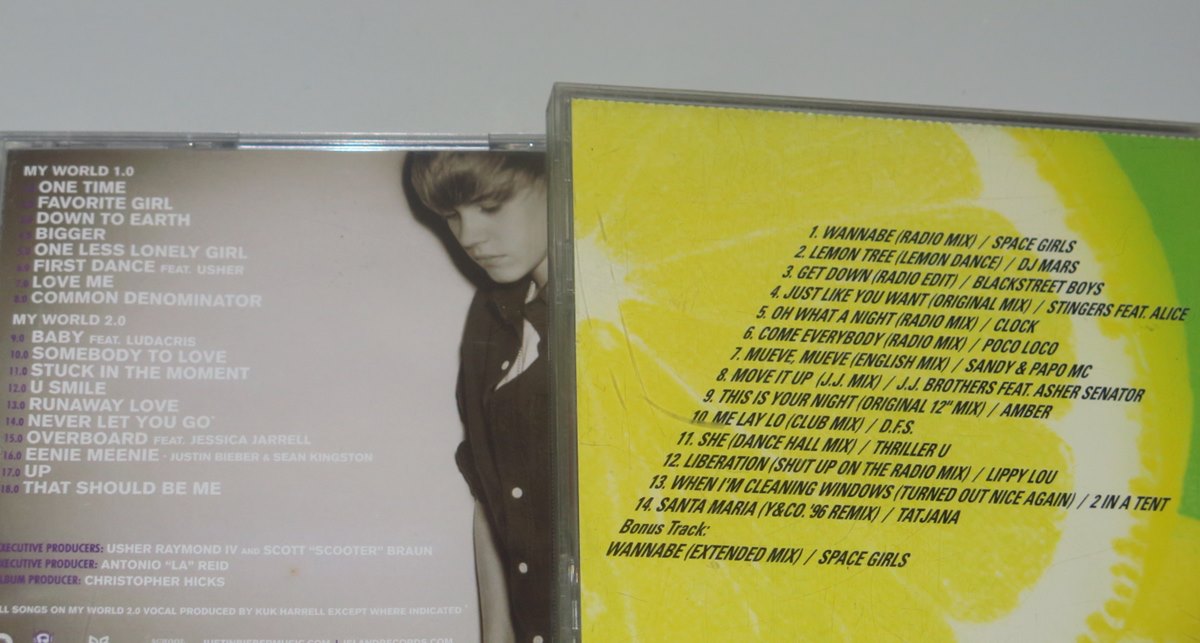 MY WORLD 1.0
ONE TIME
FAVORITE GIRL
DOWN TO EARTH
BIGGER
ONE LESS LONELY GIRL
FIRST DANCE FEAT. USHER
7.0 LOVE ME
8.0 COMMON DENOMINATOR
MY WORLD 2.0
9.0 BABY FEAT. LUDACRIS
10.0 SOMEBODY TO LOVE
11.0 STUCK IN THE MOMENT
12.0 U SMILE
13.0 RUNAWAY LOVE
14.0 NEVER LET YOU GO
15.0 OVERBOARD FEAT. JESSICA JARRELL
16.0 EENIE MEENIE - JUSTIN BIEBER & SEAN KINGSTON
17.0 UP
18.0 THAT SHOULD BE ME
EXECUTIVE PRODUCERS: USHER RAYMOND IV AND SCOTT "SCOOTER" BRAUN
EXECUTIVE PRODUCER: ANTONIO "LA" REID
ALBUM PRODUCER: CHRISTOPHER HICKS
ALL SONGS ON MY WORLD 2.0 VOCAL PRODUCED BY KUK HARRELL EXCEPT WHERE INDICATED
JUSTINBIEBERMUSIC.COM | ISLANDRECORDS.COM
1. WANNABE (RADIO MIX) / SPACE GIRLS
2. LEMON TREE (LEMON DANCE) / DJ MARS
3. GET DOWN (RADIO EDIT) / BLACKSTREET BOYS
4. JUST LIKE YOU WANT (ORIGINAL MIX) / STINGERS FEAT. ALICE
5. OH WHAT A NIGHT (RADIO MIX) / CLOCK
6. COME EVERYBODY (RADIO MIX) / POCO LOCO
7. MUEVE, MUEVE (ENGLISH MIX) / SANDY & PAPO MC
8. MOVE IT UP (J.J. MIX) / J.J. BROTHERS FEAT. ASHER SENATOR
9. THIS IS YOUR NIGHT (ORIGINAL 12" MIX) / AMBER
10. ME LAY LO (CLUB MIX) / D.F.S.
11. SHE (DANCE HALL MIX) / THRILLER U
12. LIBERATION (SHUT UP ON THE RADIO MIX) / LIPPY LOU
13. WHEN I'M CLEANING WINDOWS (TURNED OUT NICE AGAIN) / 2 IN A TENT
14. SANTA MARIA (Y&CO. '96 REMIX) / TATJANA
Bonus Track:
WANNABE (EXTENDED MIX) / SPACE GIRLS